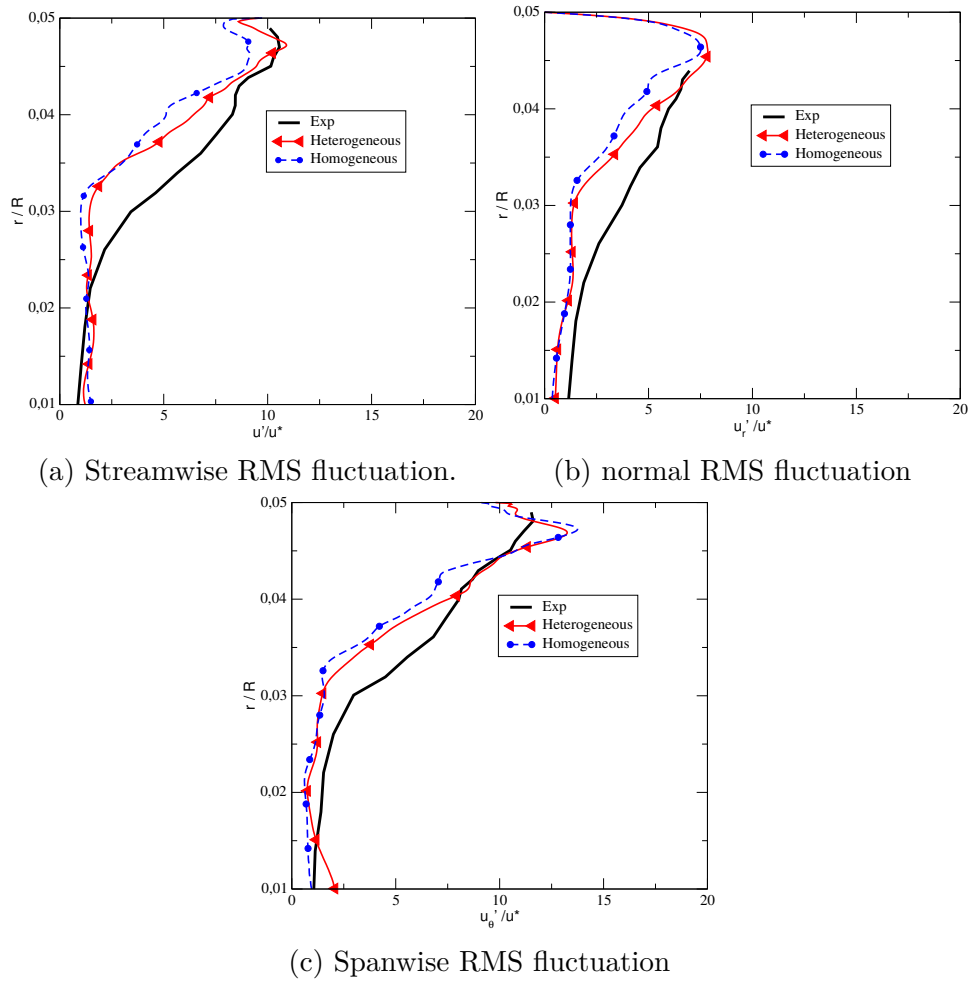 0,05
0,04
0,03
0,02
0,01
r / R
0 5 10 15 20
u'/u*
Exp
Heterogeneous
Homogeneous
(a) Streamwise RMS fluctuation.
0,05
0,04
0,03
0,02
0,01
r / R
0 5 10 15 20
u_r'/u*
Exp
Heterogeneous
Homogeneous
(b) normal RMS fluctuation
0,05
0,04
0,03
0,02
0,01
r / R
0 5 10 15 20
u_θ'/u*
Exp
Heterogeneous
Homogeneous
(c) Spanwise RMS fluctuation